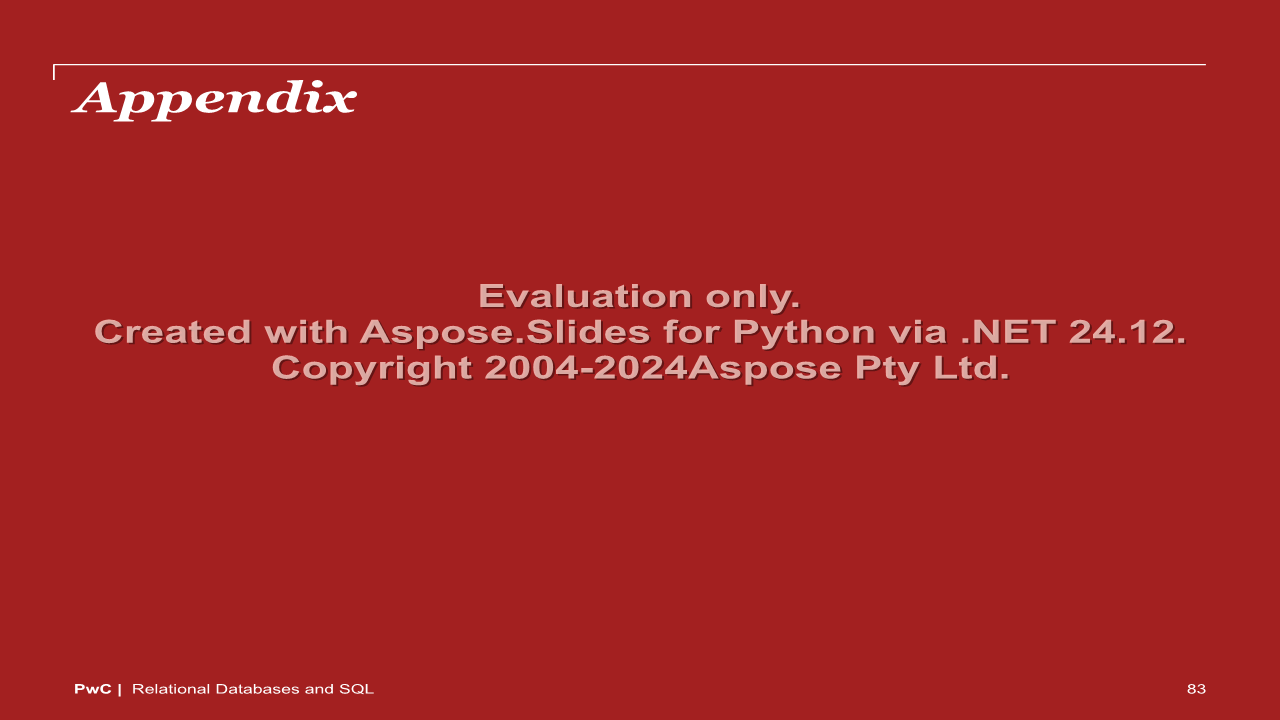 Appendix
Evaluation only.
Created with Aspose.Slides for Python via .NET 24.12.
Copyright 2004-2024Aspose Pty Ltd.
PwC | Relational Databases and SQL
83